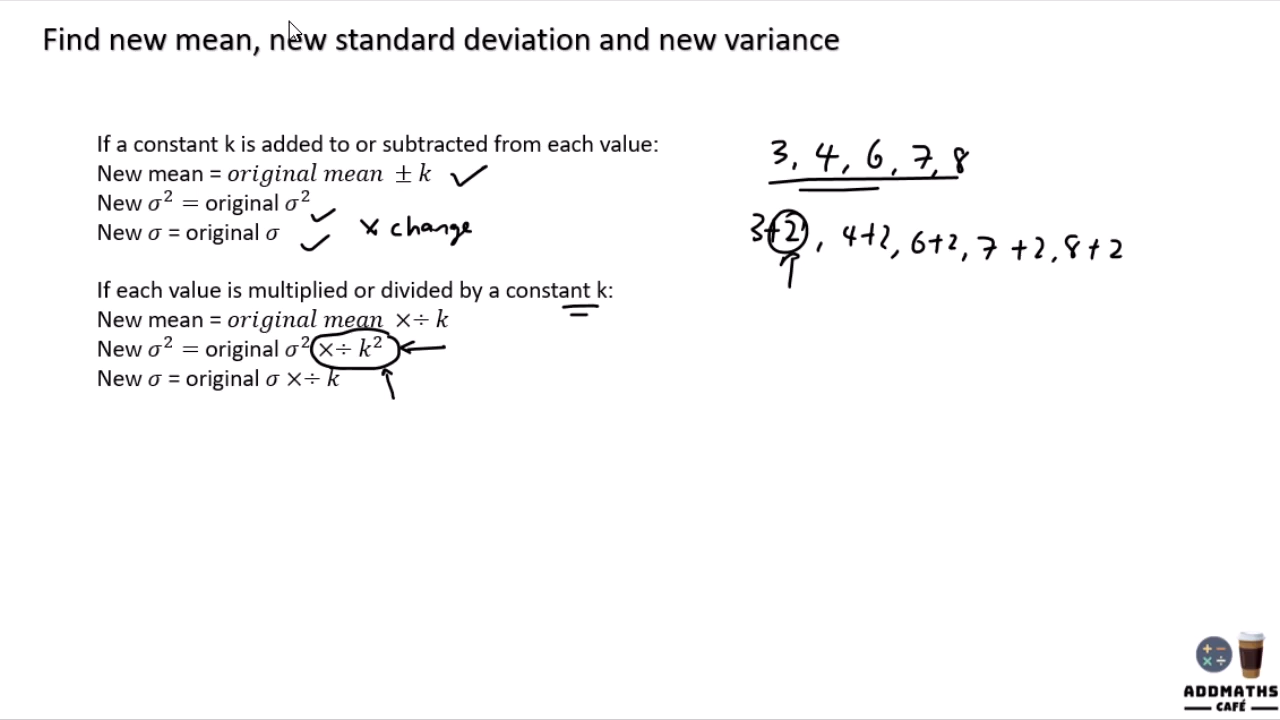 Find new mean, new standard deviation and new variance
If a constant k is added to or subtracted from each value:
New mean = original mean ± k
New σ² = original σ²
New σ = original σ
× change
If each value is multiplied or divided by a constant k:
New mean = original mean ×÷ k
New σ² = original σ² ×÷ k²
New σ = original σ ×÷ k
3, 4, 6, 7, 8
3+2, 4+2, 6+2, 7+2, 8+2
+ −
× ÷
ADDMATHS
CAFÉ